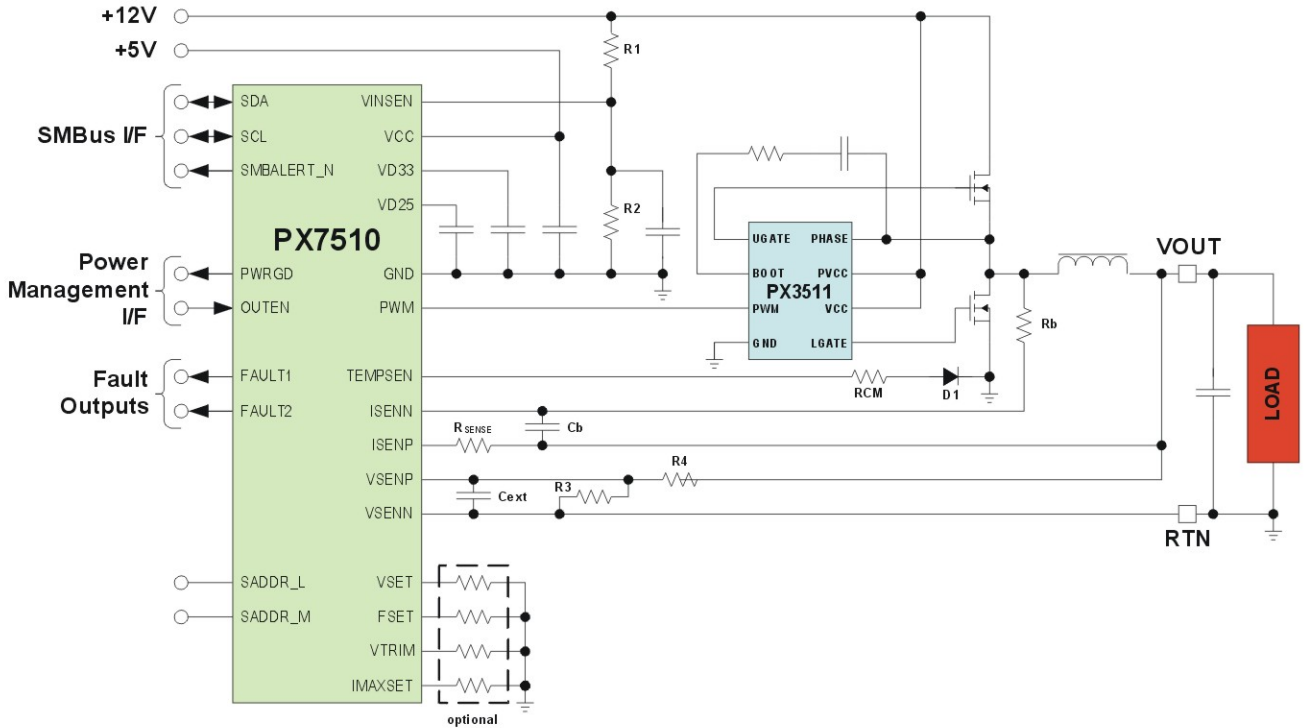 +12V
+5V
R1
SMBus I/F
SDA
SCL
SMBALERT_N
VINSEN
VCC
VD33
VD25
R2
PX7510
Power
Management
I/F
PWRGD
OUTEN
GND
PWM
UGATE
PHASE
BOOT
PVCC
PX3511
PWM
VCC
GND
LGATE
VOUT
Rb
LOAD
Fault
Outputs
FAULT1
FAULT2
TEMPSEN
RCM
D1
ISENN
Cb
ISENP
RSENSE
VSENP
R4
R3
Cext
VSENN
RTN
SADDR_L
SADDR_M
VSET
FSET
VTRIM
IMAXSET
optional